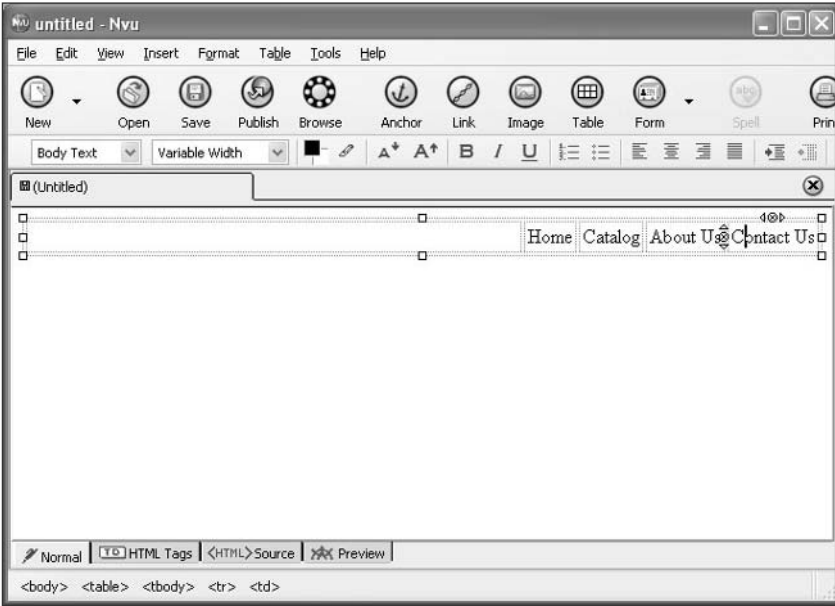 untitled - Nvu
File Edit View Insert Format Table Tools Help
New Open Save Publish Browse Anchor Link Image Table Form Spell Prin
Body Text Variable Width A A B I U
(Untitled)
Home Catalog About Us Contact Us
Normal TD HTML Tags <HTML> Source Preview
<body> <table> <tbody> <tr> <td>